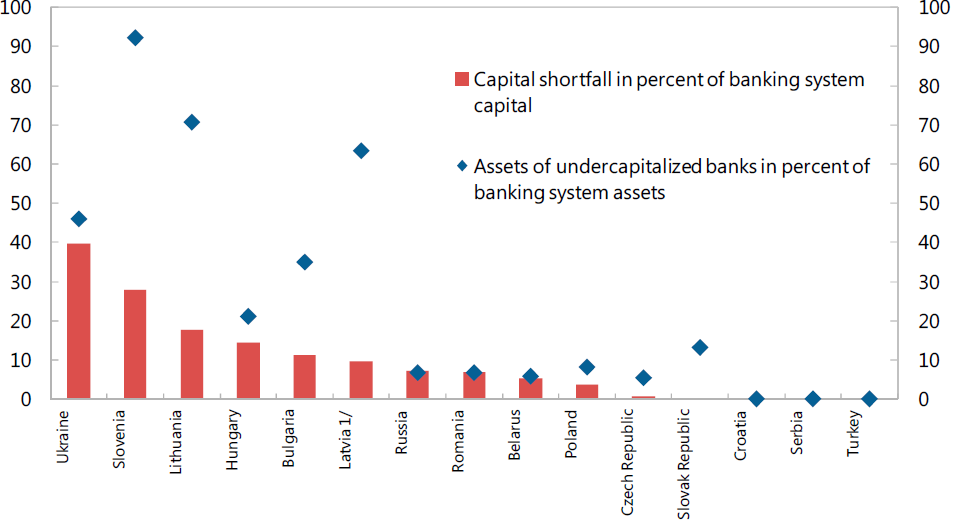 100
90
80
70
60
50
40
30
20
10
0
100
90
80
70
60
50
40
30
20
10
0
Capital shortfall in percent of banking system
capital
Assets of undercapitalized banks in percent of
banking system assets
Ukraine
Slovenia
Lithuania
Hungary
Bulgaria
Latvia 1/
Russia
Romania
Belarus
Poland
Czech Republic
Slovak Republic
Croatia
Serbia
Turkey